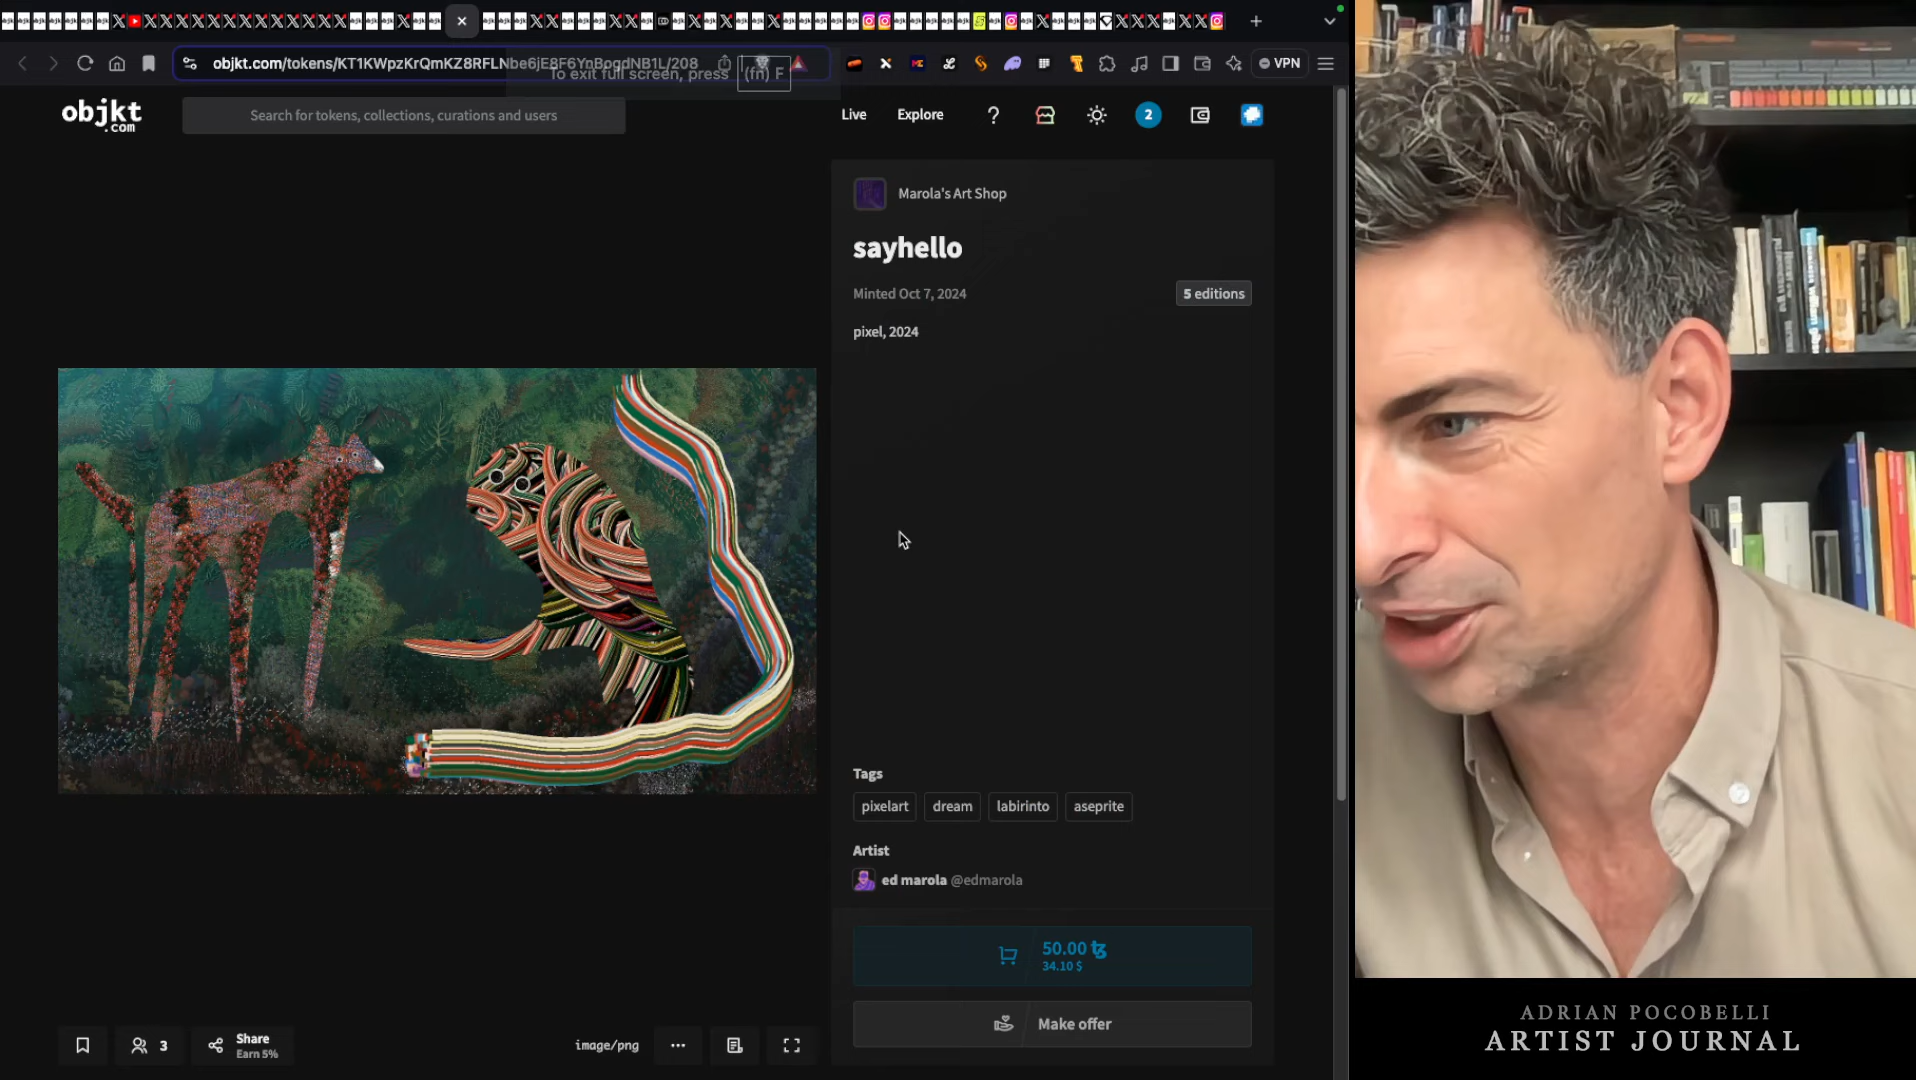 objkt.com/tokens/KT1KWpzKrQmKZ8RFLNbe6jE8F6YnBogdNB1L/208
To exit full screen, press (fn) F
VPN
objkt
.com
Search for tokens, collections, curations and users
Live
Explore
?
2
Marola's Art Shop
sayhello
Minted Oct 7, 2024
5 editions
pixel, 2024
Tags
pixelart
dream
labirinto
aseprite
Artist
ed marola @edmarola
50.00 ꜩ
34.10 $
Make offer
3
Share
Earn 5%
image/png
ADRIAN POCOBELLI
ARTIST JOURNAL